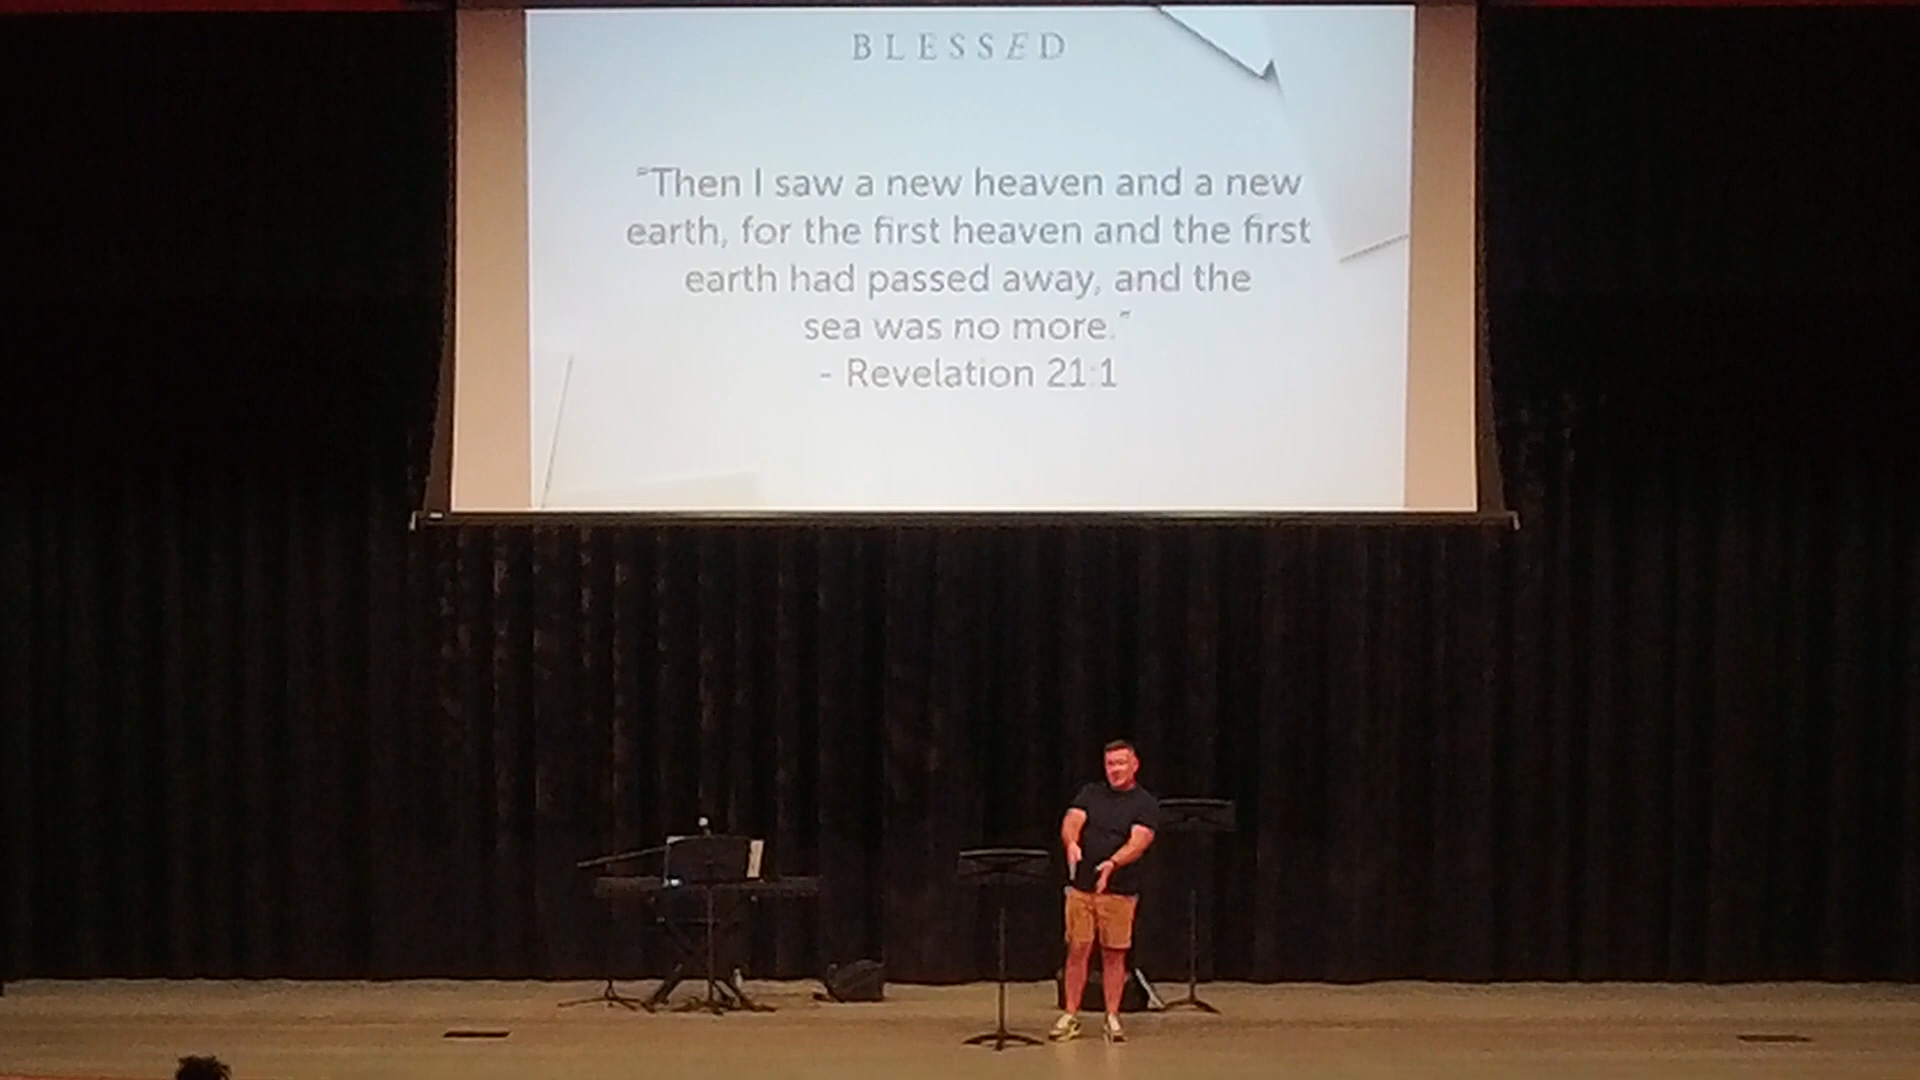 BLESSED
"Then I saw a new heaven and a new
earth, for the first heaven and the first
earth had passed away, and the
sea was no more."
- Revelation 21:1